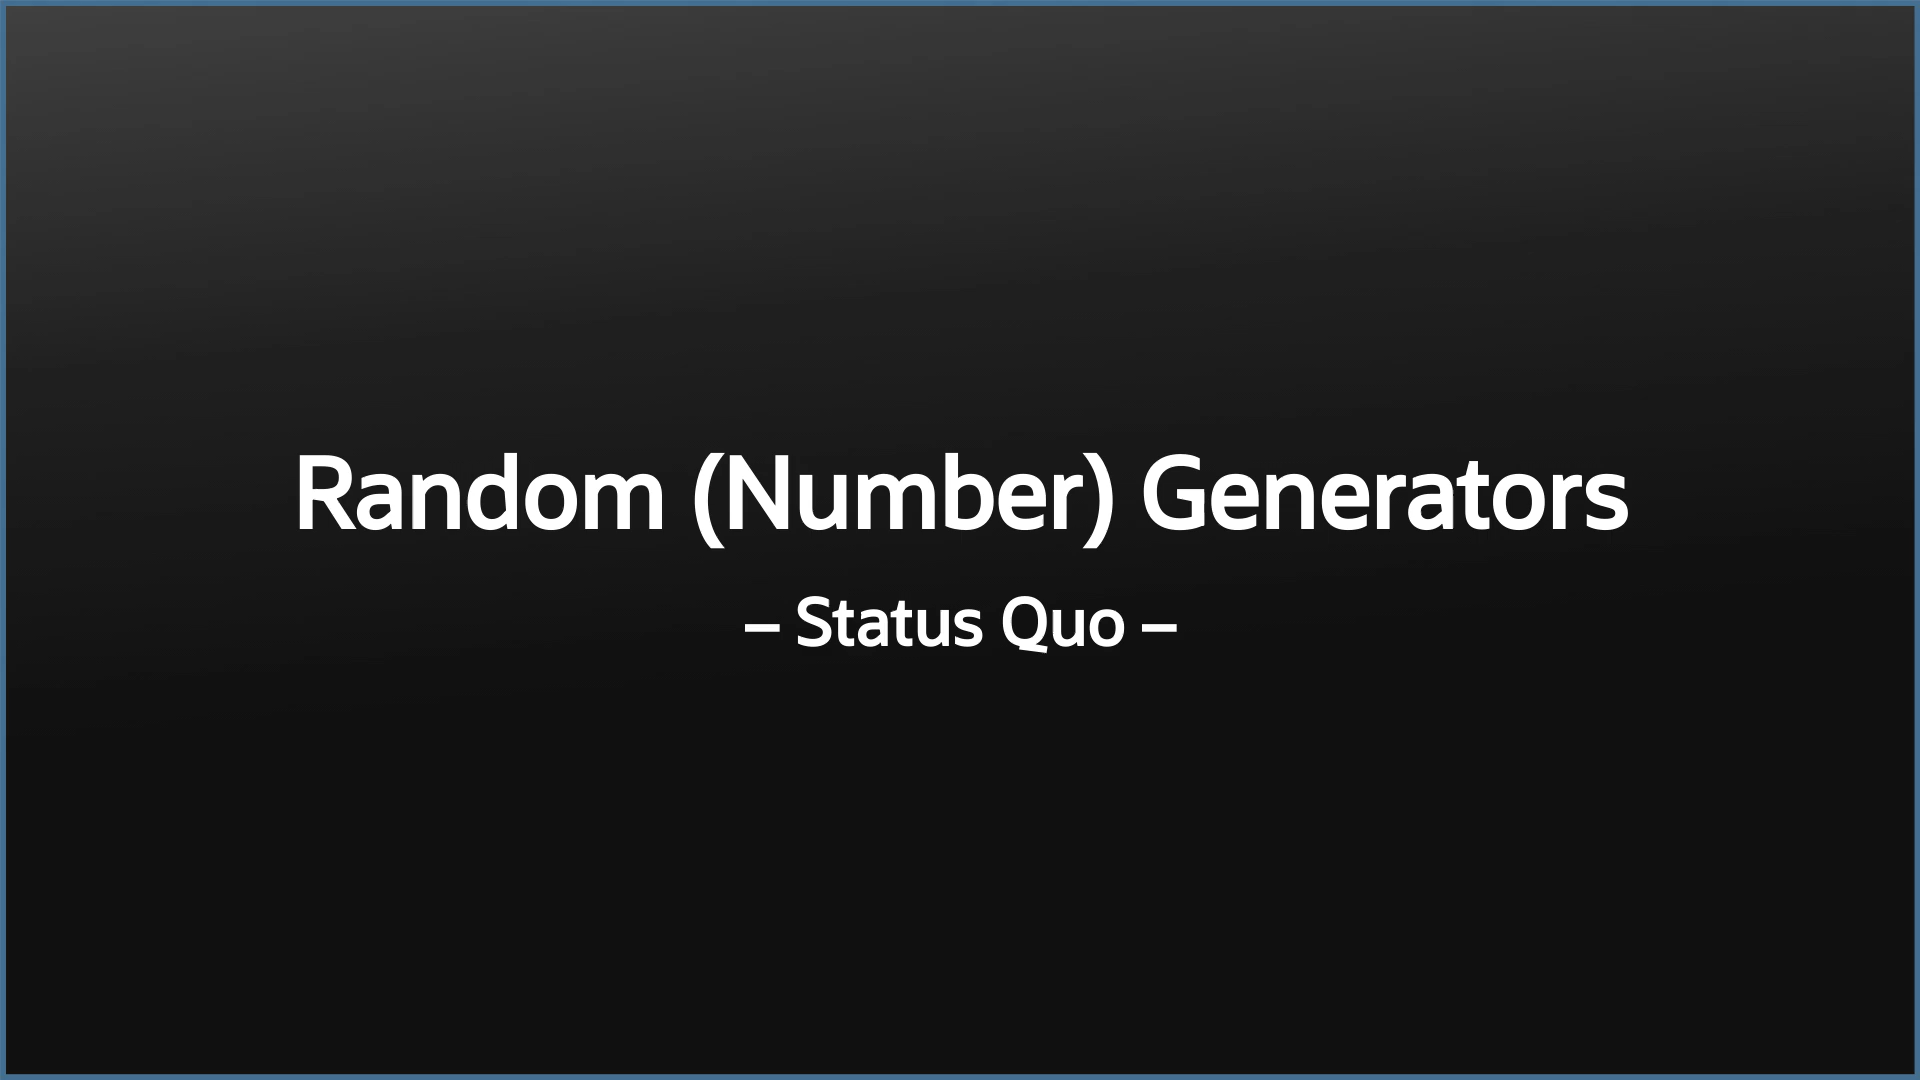 Random (Number) Generators
– Status Quo –